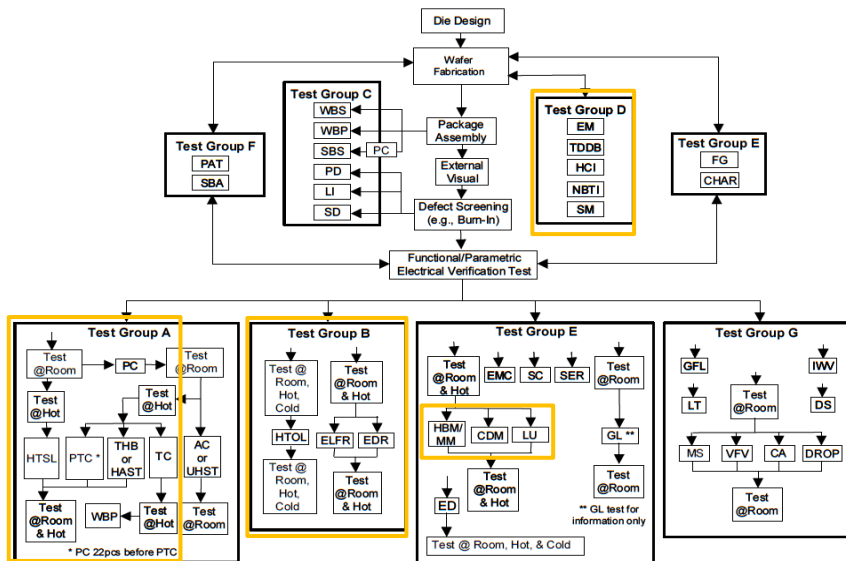 Die Design
Wafer
Fabrication
Test Group C
WBS
WBP
SBS
PC
PD
LI
SD
Package
Assembly
External
Visual
Defect Screening
(e.g., Burn-In)
Test Group D
EM
TDDB
HCI
NBTI
SM
Test Group F
PAT
SBA
Test Group E
FG
CHAR
Functional/Parametric
Electrical Verification Test
Test Group A
Test
@Room
PC
Test
@Room
Test
@Hot
Test
@Hot
HTSL
PTC *
THB
or
HAST
TC
AC
or
UHST
Test
@Room
& Hot
WBP
Test
@Hot
Test
@Room
* PC 22pcs before PTC
Test Group B
Test @
Room,
Hot,
Cold
Test
@Room
& Hot
HTOL
ELFR
EDR
Test @
Room,
Hot,
Cold
Test
@Room
& Hot
Test Group E
Test
@Room
& Hot
EMC
SC
SER
Test
@Room
HBM/
MM
CDM
LU
GL **
Test
@Room
& Hot
Test
@Room
ED
** GL test for
information only
Test @ Room, Hot, & Cold
Test Group G
GFL
IWV
LT
Test
@Room
DS
MS
VFV
CA
DROP
Test
@Room